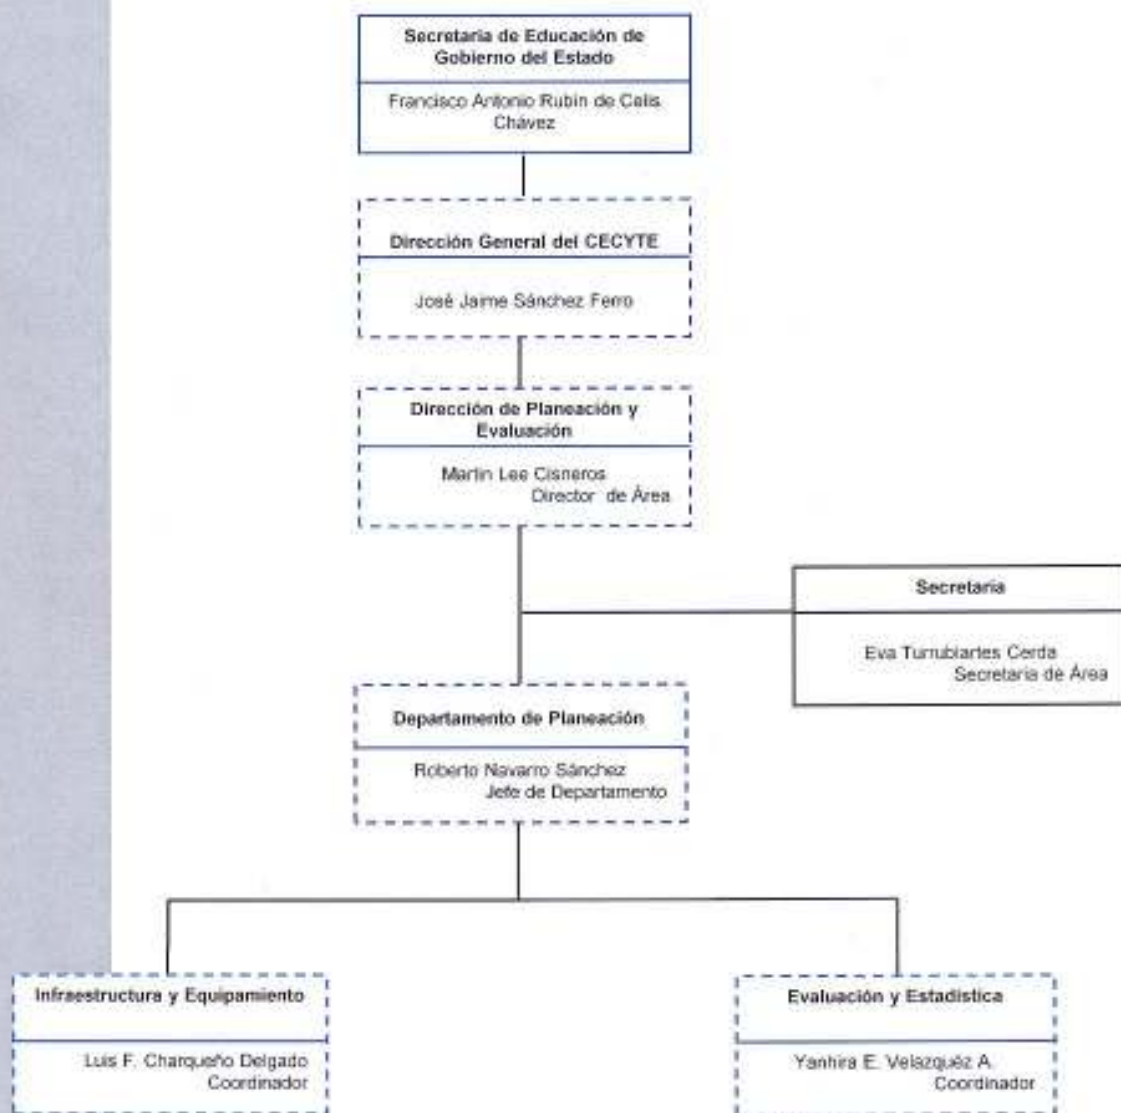 Secretaria de Educación de
Gobierno del Estado
Francisco Antonio Rubín de Celis
Chávez
Dirección General del CECYTE
José Jaime Sánchez Ferro
Dirección de Planeación y
Evaluación
Martin Lee Cisneros
Director de Área
Secretaria
Eva Turrubiartes Cerda
Secretaria de Área
Departamento de Planeación
Roberto Navarro Sánchez
Jefe de Departamento
Infraestructura y Equipamiento
Luis F. Charqueño Delgado
Coordinador
Evaluación y Estadística
Yanhira E. Velazquéz A.
Coordinador